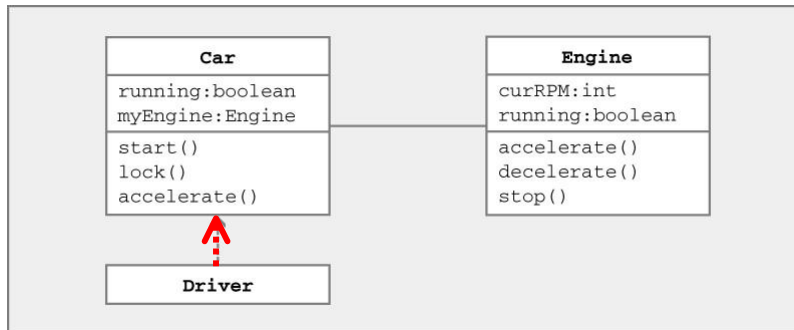 Car
running:boolean
myEngine:Engine
start()
lock()
accelerate()
Engine
curRPM:int
running:boolean
accelerate()
decelerate()
stop()
Driver